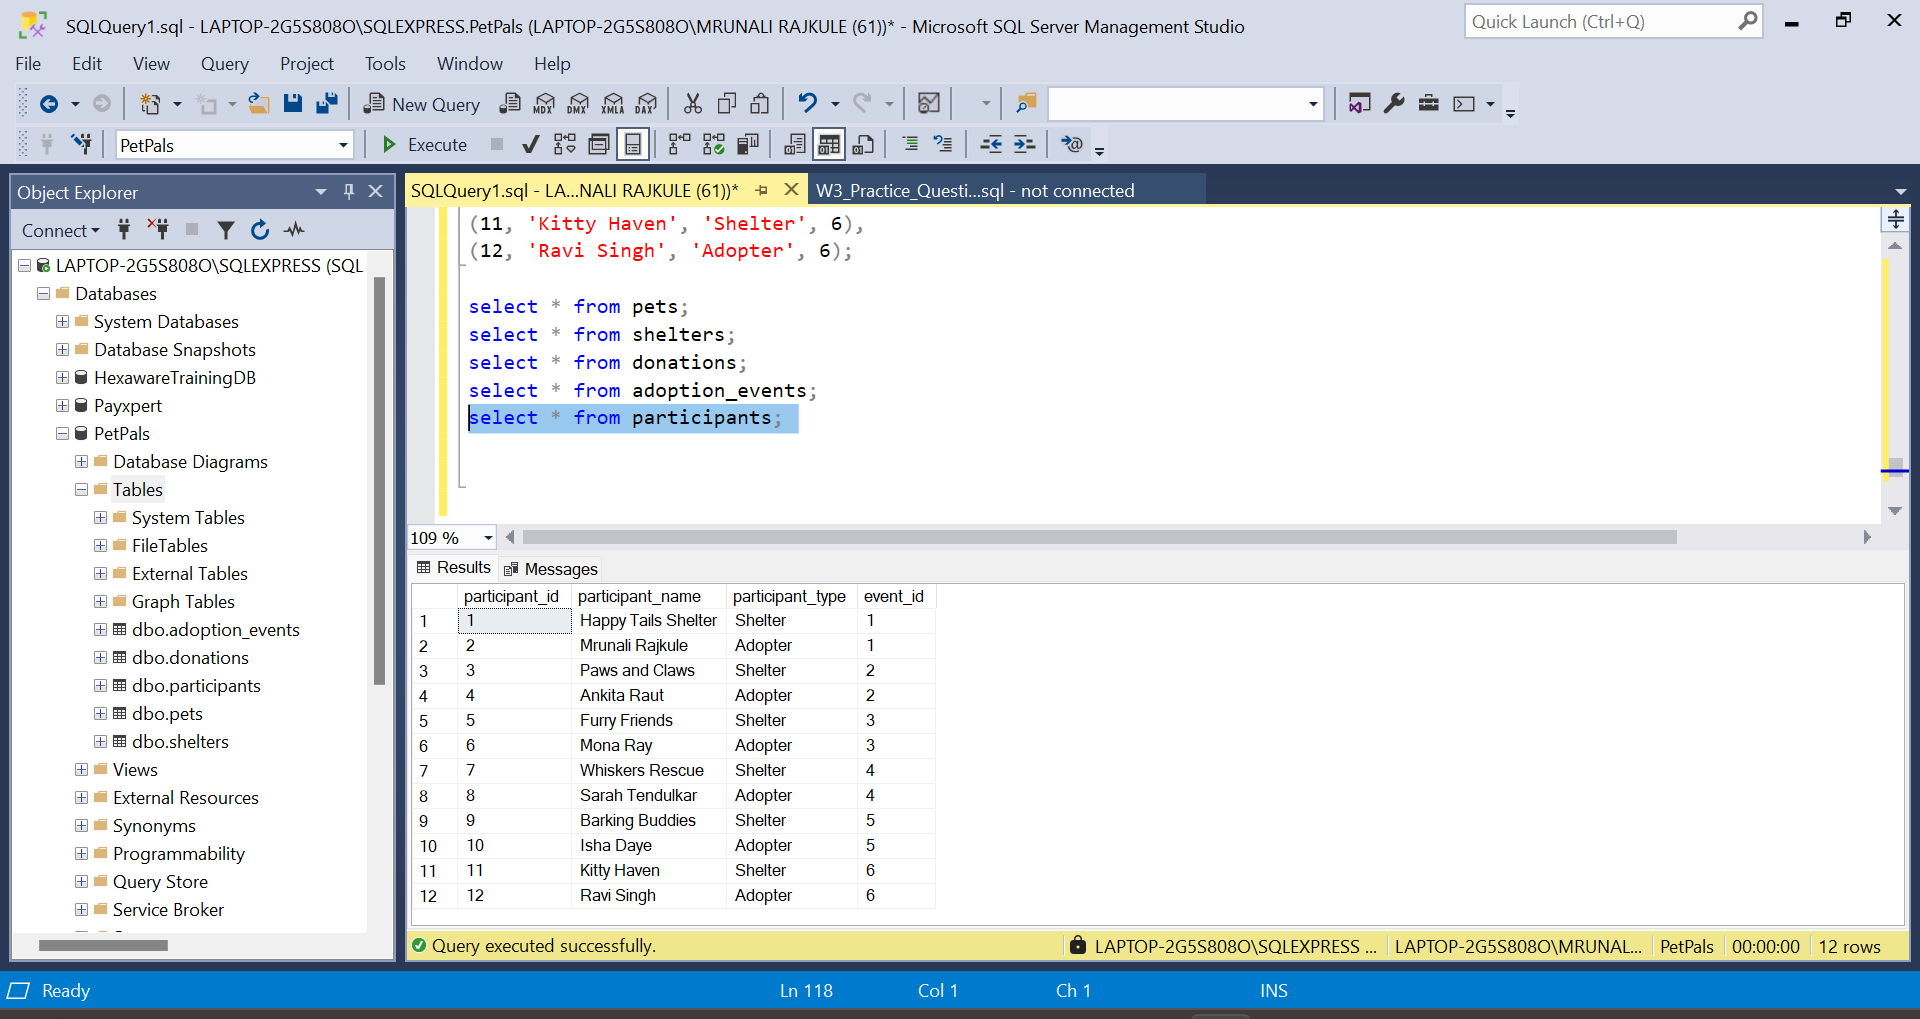 SQLQuery1.sql - LAPTOP-2G5S808O\SQLEXPRESS.PetPals (LAPTOP-2G5S808O\MRUNALI RAJKULE (61))* - Microsoft SQL Server Management Studio
Quick Launch (Ctrl+Q)
File Edit View Query Project Tools Window Help
New Query MDX DMX XMLA DAX
PetPals Execute
Object Explorer
Connect
LAPTOP-2G5S808O\SQLEXPRESS (SQL
Databases
System Databases
Database Snapshots
HexawareTrainingDB
Payxpert
PetPals
Database Diagrams
Tables
System Tables
FileTables
External Tables
Graph Tables
dbo.adoption_events
dbo.donations
dbo.participants
dbo.pets
dbo.shelters
Views
External Resources
Synonyms
Programmability
Query Store
Service Broker
SQLQuery1.sql - LA...NALI RAJKULE (61))* W3_Practice_Questi...sql - not connected
(11, 'Kitty Haven', 'Shelter', 6),
(12, 'Ravi Singh', 'Adopter', 6);
select * from pets;
select * from shelters;
select * from donations;
select * from adoption_events;
select * from participants;
109 %
Results Messages
participant_id participant_name participant_type event_id
1 1 Happy Tails Shelter Shelter 1
2 2 Mrunali Rajkule Adopter 1
3 3 Paws and Claws Shelter 2
4 4 Ankita Raut Adopter 2
5 5 Furry Friends Shelter 3
6 6 Mona Ray Adopter 3
7 7 Whiskers Rescue Shelter 4
8 8 Sarah Tendulkar Adopter 4
9 9 Barking Buddies Shelter 5
10 10 Isha Daye Adopter 5
11 11 Kitty Haven Shelter 6
12 12 Ravi Singh Adopter 6
Query executed successfully. LAPTOP-2G5S808O\SQLEXPRESS ... LAPTOP-2G5S808O\MRUNAL... PetPals 00:00:00 12 rows
Ready Ln 118 Col 1 Ch 1 INS